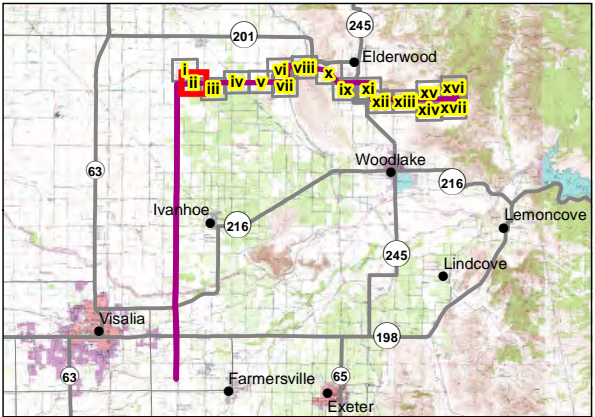 245
201
Elderwood
i
ii
iii
iv
v
vi
vii
viii
x
ix
xi
xii
xiii
xv
xvi
xiv
xvii
63
Woodlake
216
Ivanhoe
216
Lemoncove
245
Lindcove
Visalia
198
63
Farmersville
65
Exeter